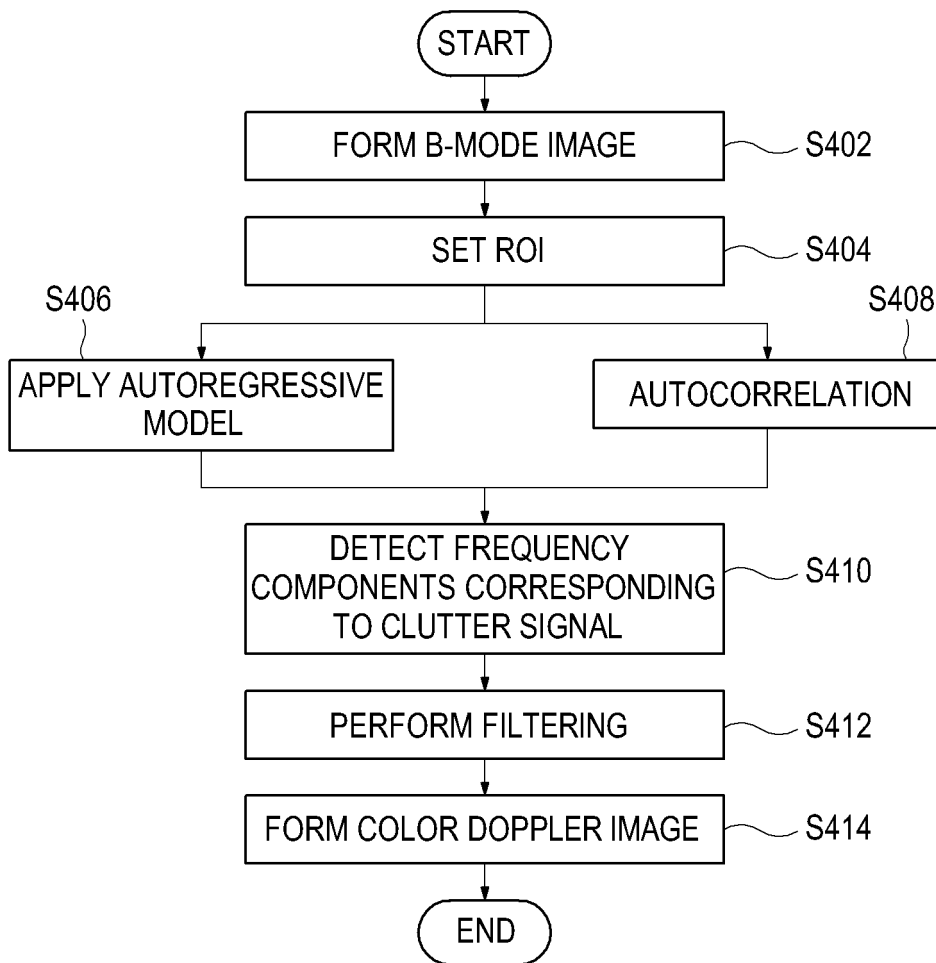 START
FORM B-MODE IMAGE
S402
SET ROI
S404
S406
S408
APPLY AUTOREGRESSIVE
MODEL
AUTOCORRELATION
DETECT FREQUENCY
COMPONENTS CORRESPONDING
TO CLUTTER SIGNAL
S410
PERFORM FILTERING
S412
FORM COLOR DOPPLER IMAGE
S414
END